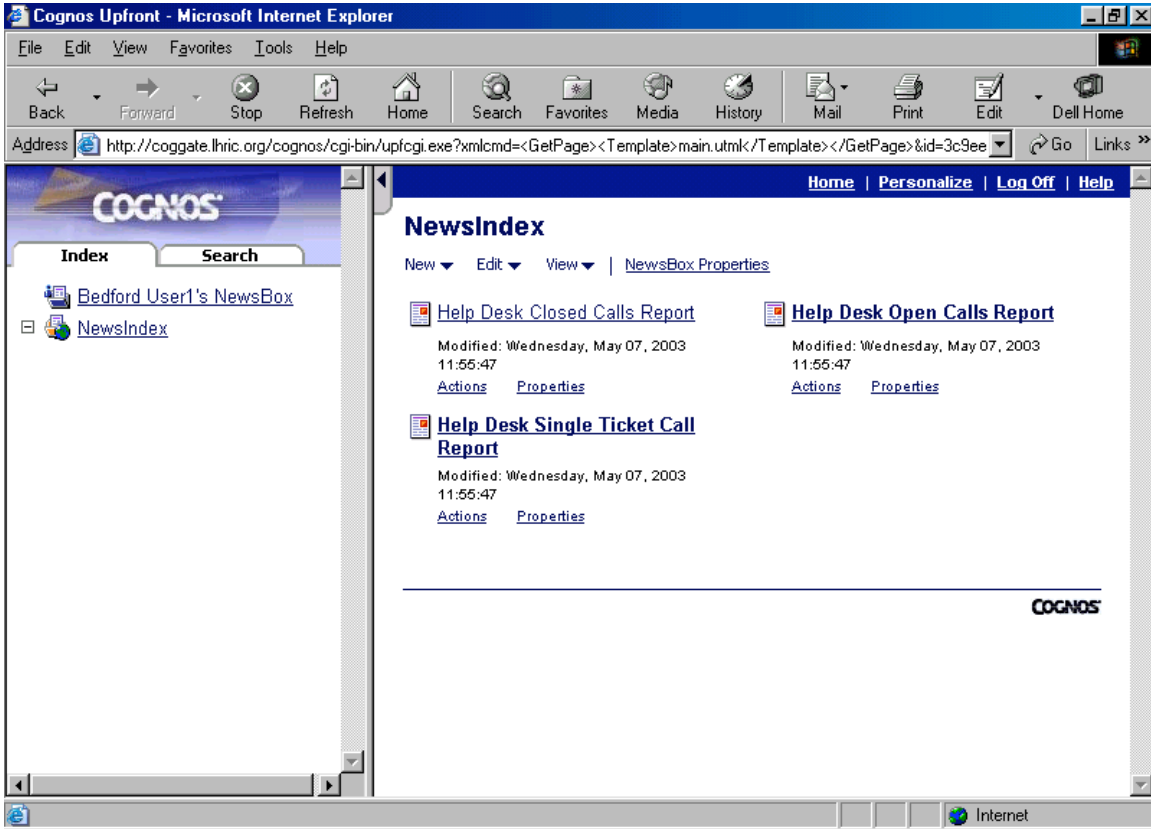 Cognos Upfront - Microsoft Internet Explorer
File Edit View Favorites Tools Help
Back Forward Stop Refresh Home Search Favorites Media History Mail Print Edit Dell Home
Address http://coggate.lhric.org/cognos/cgi-bin/upfcgi.exe?xmlcmd=<GetPage><Template>main.utml</Template></GetPage>&id=3c9ee Go Links »
COGNOS
Index Search
Bedford User1's NewsBox
NewsIndex
Home | Personalize | Log Off | Help
NewsIndex
New Edit View | NewsBox Properties
Help Desk Closed Calls Report
Modified: Wednesday, May 07, 2003
11:55:47
Actions Properties
Help Desk Open Calls Report
Modified: Wednesday, May 07, 2003
11:55:47
Actions Properties
Help Desk Single Ticket Call
Report
Modified: Wednesday, May 07, 2003
11:55:47
Actions Properties
COGNOS
Internet